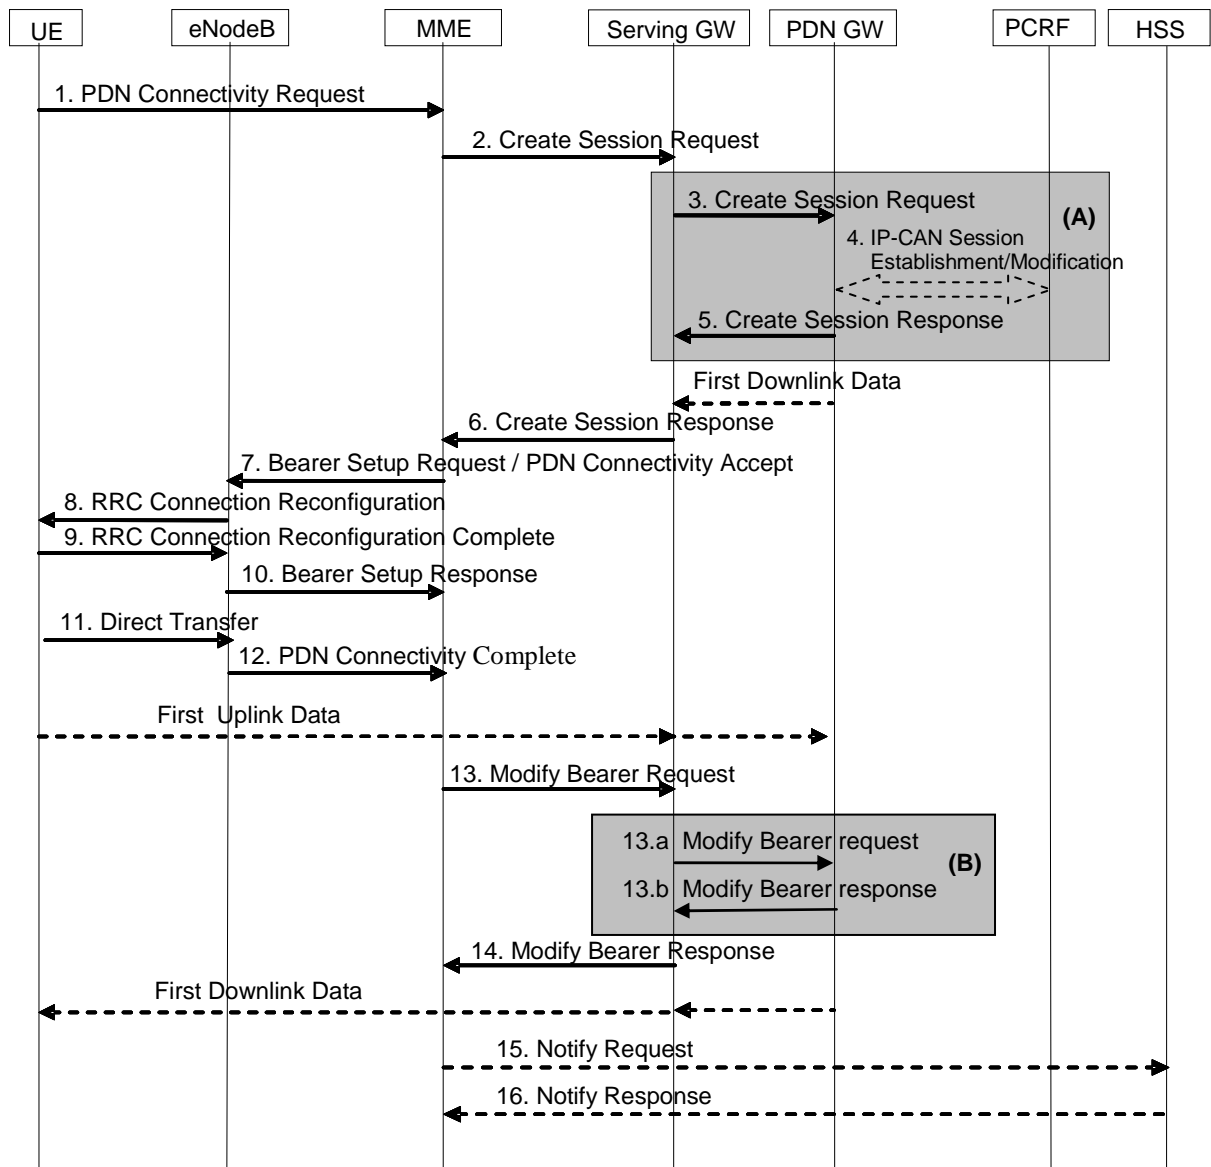 UE
eNodeB
MME
Serving GW
PDN GW
PCRF
HSS
1. PDN Connectivity Request
2. Create Session Request
3. Create Session Request
(A)
4. IP-CAN Session
Establishment/Modification
5. Create Session Response
First Downlink Data
6. Create Session Response
7. Bearer Setup Request / PDN Connectivity Accept
8. RRC Connection Reconfiguration
9. RRC Connection Reconfiguration Complete
10. Bearer Setup Response
11. Direct Transfer
12. PDN Connectivity Complete
First Uplink Data
13. Modify Bearer Request
13.a Modify Bearer request
(B)
13.b Modify Bearer response
14. Modify Bearer Response
First Downlink Data
15. Notify Request
16. Notify Response